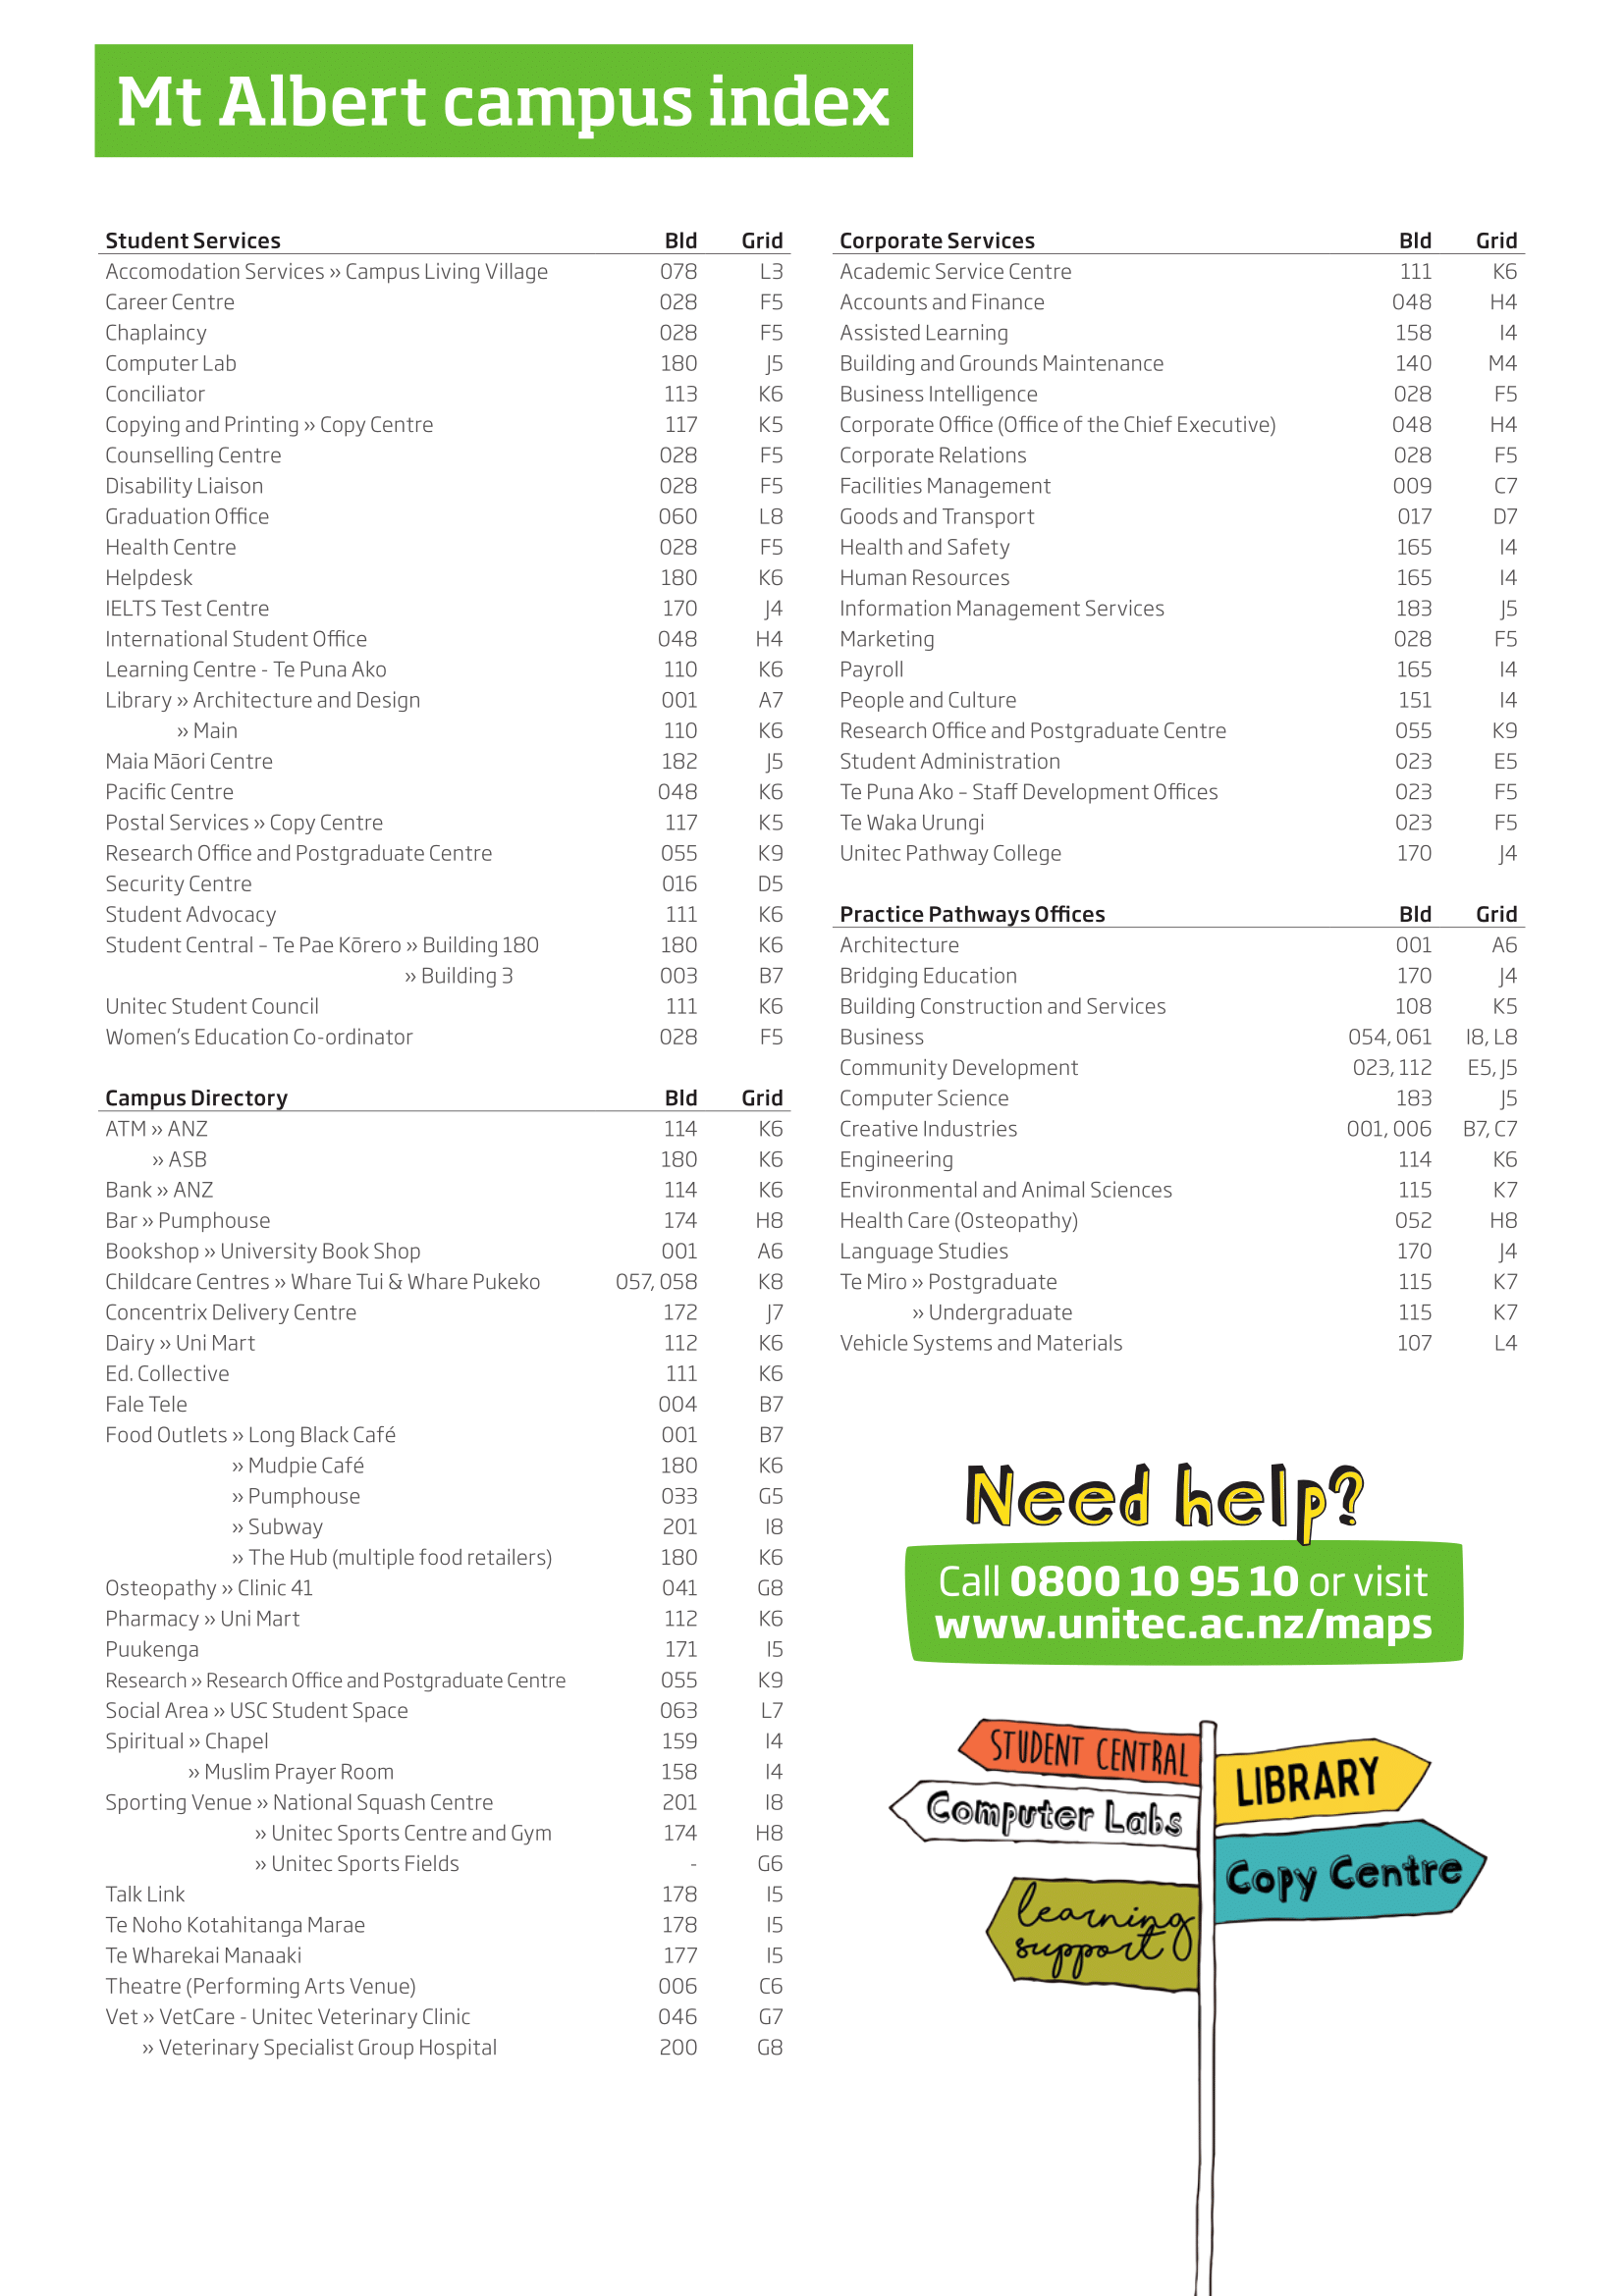 Mt Albert campus index
Student Services Bld Grid
Accomodation Services » Campus Living Village 078 L3
Career Centre 028 F5
Chaplaincy 028 F5
Computer Lab 180 J5
Conciliator 113 K6
Copying and Printing » Copy Centre 117 K5
Counselling Centre 028 F5
Disability Liaison 028 F5
Graduation Office 060 L8
Health Centre 028 F5
Helpdesk 180 K6
IELTS Test Centre 170 J4
International Student Office 048 H4
Learning Centre - Te Puna Ako 110 K6
Library » Architecture and Design 001 A7
» Main 110 K6
Maia Māori Centre 182 J5
Pacific Centre 048 K6
Postal Services » Copy Centre 117 K5
Research Office and Postgraduate Centre 055 K9
Security Centre 016 D5
Student Advocacy 111 K6
Student Central – Te Pae Kōrero » Building 180 180 K6
» Building 3 003 B7
Unitec Student Council 111 K6
Women's Education Co-ordinator 028 F5
Campus Directory Bld Grid
ATM » ANZ 114 K6
» ASB 180 K6
Bank » ANZ 114 K6
Bar » Pumphouse 174 H8
Bookshop » University Book Shop 001 A6
Childcare Centres » Whare Tui & Whare Pukeko 057, 058 K8
Concentrix Delivery Centre 172 J7
Dairy » Uni Mart 112 K6
Ed. Collective 111 K6
Fale Tele 004 B7
Food Outlets » Long Black Café 001 B7
» Mudpie Café 180 K6
» Pumphouse 033 G5
» Subway 201 I8
» The Hub (multiple food retailers) 180 K6
Osteopathy » Clinic 41 041 G8
Pharmacy » Uni Mart 112 K6
Puukenga 171 I5
Research » Research Office and Postgraduate Centre 055 K9
Social Area » USC Student Space 063 L7
Spiritual » Chapel 159 I4
» Muslim Prayer Room 158 I4
Sporting Venue » National Squash Centre 201 I8
» Unitec Sports Centre and Gym 174 H8
» Unitec Sports Fields - G6
Talk Link 178 I5
Te Noho Kotahitanga Marae 178 I5
Te Wharekai Manaaki 177 I5
Theatre (Performing Arts Venue) 006 C6
Vet » VetCare - Unitec Veterinary Clinic 046 G7
» Veterinary Specialist Group Hospital 200 G8
Corporate Services Bld Grid
Academic Service Centre 111 K6
Accounts and Finance 048 H4
Assisted Learning 158 I4
Building and Grounds Maintenance 140 M4
Business Intelligence 028 F5
Corporate Office (Office of the Chief Executive) 048 H4
Corporate Relations 028 F5
Facilities Management 009 C7
Goods and Transport 017 D7
Health and Safety 165 I4
Human Resources 165 I4
Information Management Services 183 J5
Marketing 028 F5
Payroll 165 I4
People and Culture 151 I4
Research Office and Postgraduate Centre 055 K9
Student Administration 023 E5
Te Puna Ako – Staff Development Offices 023 F5
Te Waka Urungi 023 F5
Unitec Pathway College 170 J4
Practice Pathways Offices Bld Grid
Architecture 001 A6
Bridging Education 170 J4
Building Construction and Services 108 K5
Business 054, 061 I8, L8
Community Development 023, 112 E5, J5
Computer Science 183 J5
Creative Industries 001, 006 B7, C7
Engineering 114 K6
Environmental and Animal Sciences 115 K7
Health Care (Osteopathy) 052 H8
Language Studies 170 J4
Te Miro » Postgraduate 115 K7
» Undergraduate 115 K7
Vehicle Systems and Materials 107 L4
Need help?
Call 0800 10 95 10 or visit
www.unitec.ac.nz/maps
STUDENT CENTRAL
LIBRARY
Computer Labs
Copy Centre
learning
support